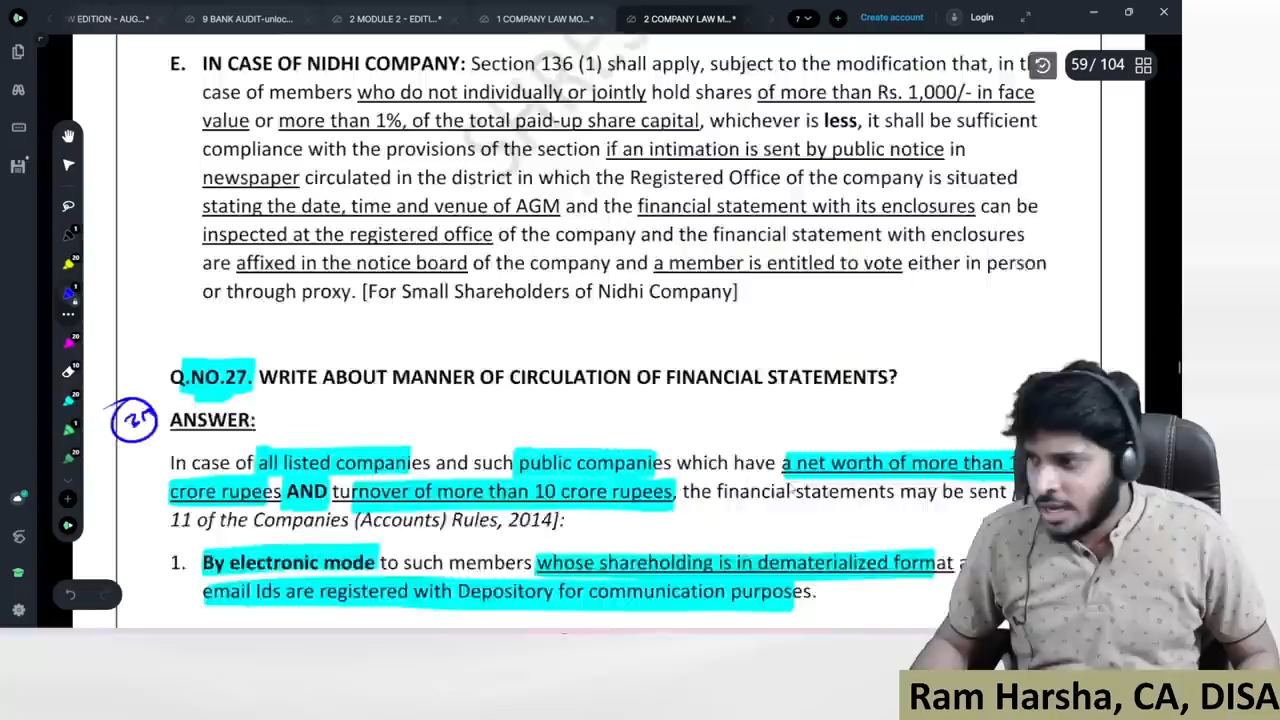 W EDITION - AUG...*
9 BANK AUDIT-unloc...
2 MODULE 2 - EDITI...*
1 COMPANY LAW MO...*
2 COMPANY LAW M...*
7
Create account
Login
59 / 104
E. IN CASE OF NIDHI COMPANY: Section 136 (1) shall apply, subject to the modification that, in
case of members who do not individually or jointly hold shares of more than Rs. 1,000/- in face
value or more than 1%, of the total paid-up share capital, whichever is less, it shall be sufficient
compliance with the provisions of the section if an intimation is sent by public notice in
newspaper circulated in the district in which the Registered Office of the company is situated
stating the date, time and venue of AGM and the financial statement with its enclosures can be
inspected at the registered office of the company and the financial statement with enclosures
are affixed in the notice board of the company and a member is entitled to vote either in person
or through proxy. [For Small Shareholders of Nidhi Company]
Q.NO.27. WRITE ABOUT MANNER OF CIRCULATION OF FINANCIAL STATEMENTS?
ANSWER:
In case of all listed companies and such public companies which have a net worth of more than
crore rupees AND turnover of more than 10 crore rupees, the financial statements may be sent
11 of the Companies (Accounts) Rules, 2014]:
1. By electronic mode to such members whose shareholding is in dematerialized format
email Ids are registered with Depository for communication purposes.
Ram Harsha, CA, DISA